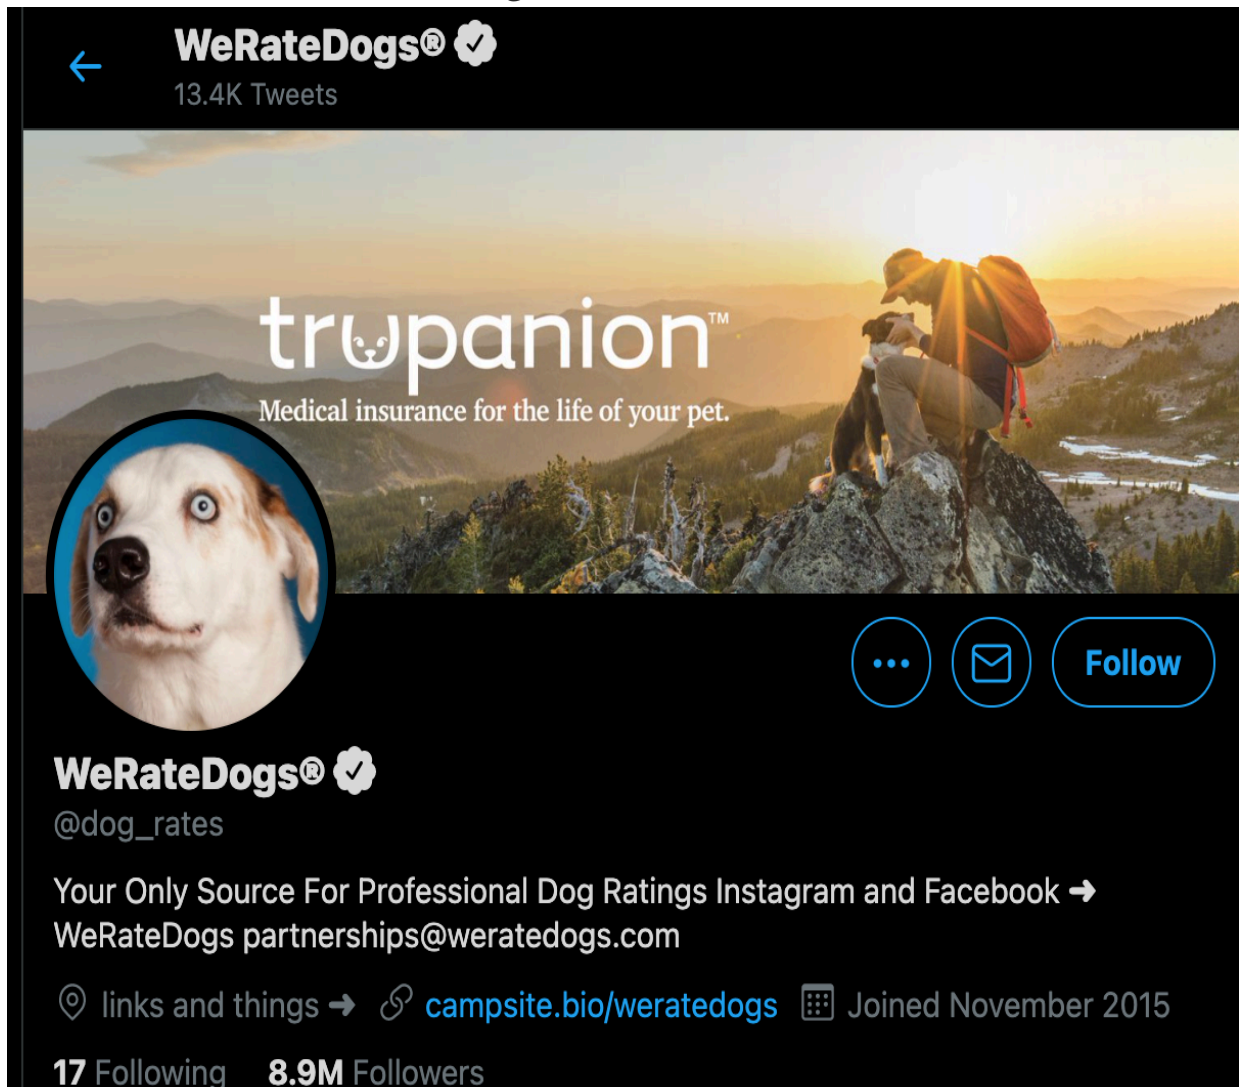 WeRateDogs®
13.4K Tweets
trupanion™
Medical insurance for the life of your pet.
Follow
WeRateDogs®
@dog_rates
Your Only Source For Professional Dog Ratings Instagram and Facebook ➜
WeRateDogs partnerships@weratedogs.com
links and things ➜ campsite.bio/weratedogs Joined November 2015
17 Following 8.9M Followers